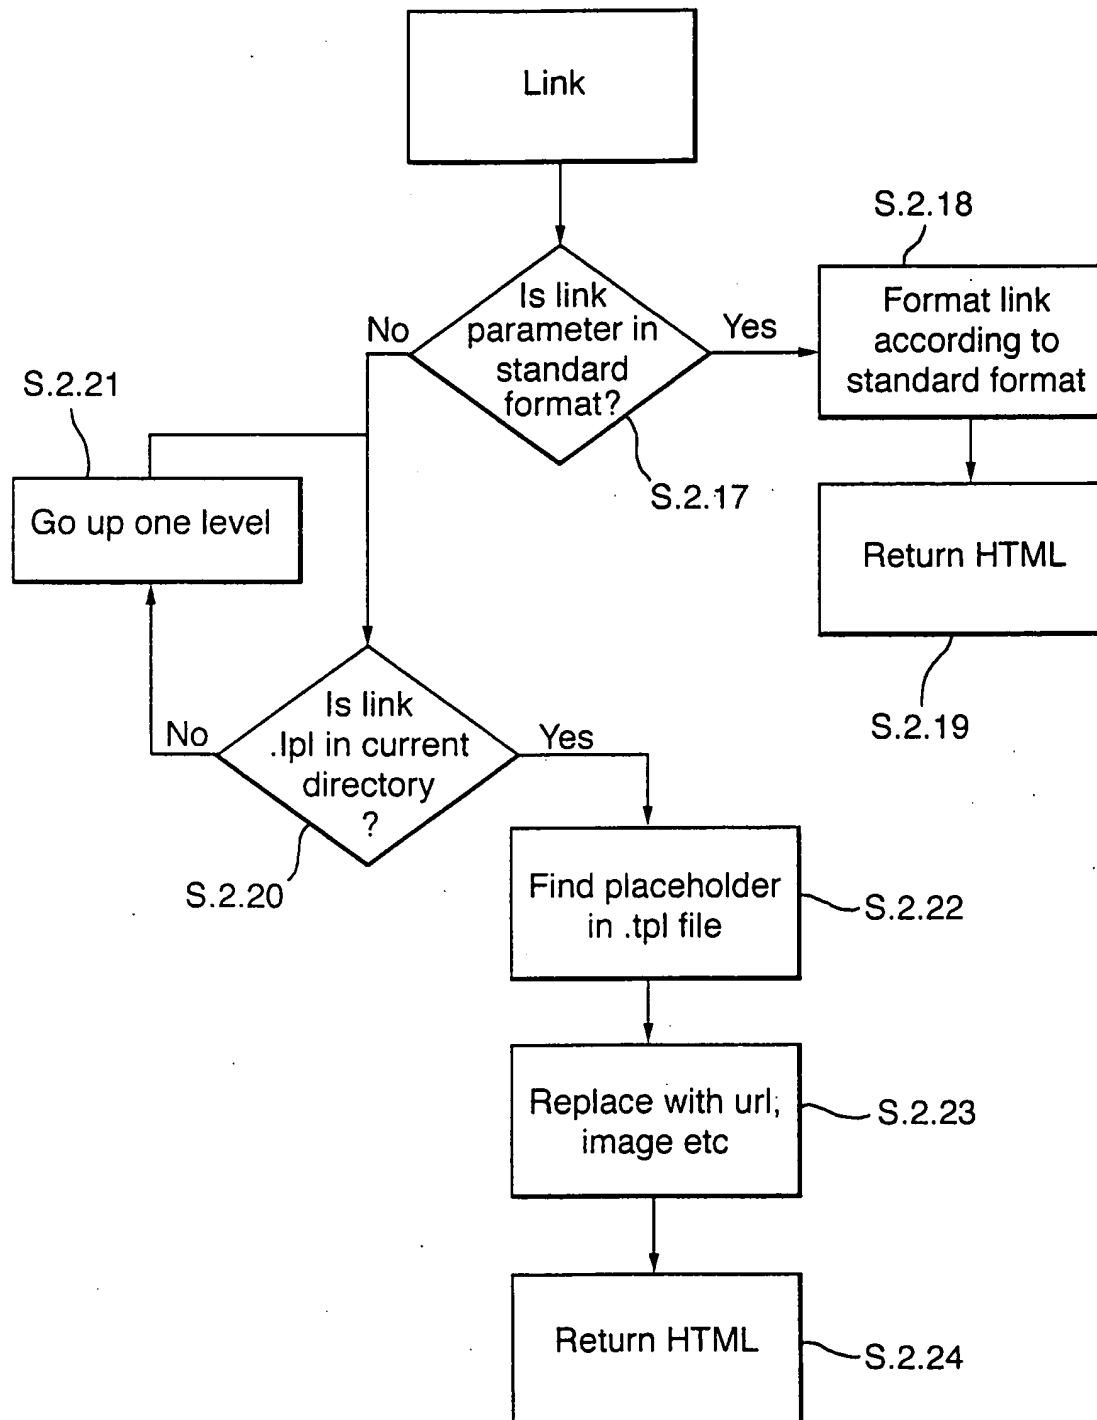 Link
S.2.18
Is link
parameter in
standard
format?
No
Yes
Format link
according to
standard format
S.2.21
S.2.17
Go up one level
Return HTML
S.2.19
Is link
.lpl in current
directory
?
No
Yes
S.2.20
Find placeholder
in .tpl file
S.2.22
Replace with url,
image etc
S.2.23
Return HTML
S.2.24